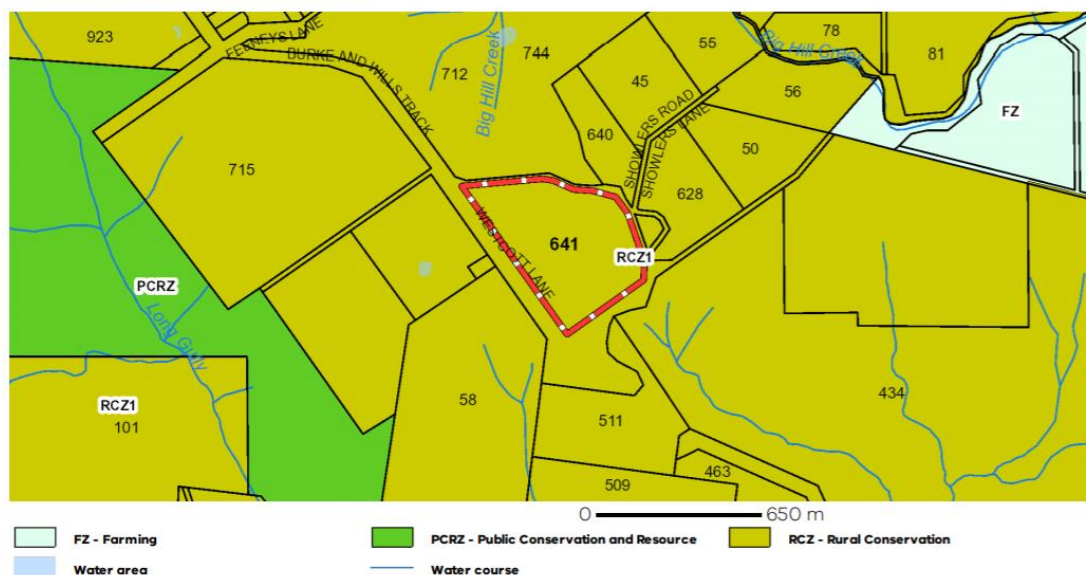 923
FEENEYS LANE
BURKE AND WILLS TRACK
712
Big Hill Creek
744
55
78
Big Hill Creek
81
45
56
FZ
640
SHOWLERS ROAD
SHOWLERS LANE
50
715
628
641
WESTCOTT LANE
RCZ1
PCRZ
Long Gully
RCZ1
101
58
434
511
463
509
0 650 m
FZ - Farming
PCRZ - Public Conservation and Resource
RCZ - Rural Conservation
Water area
Water course